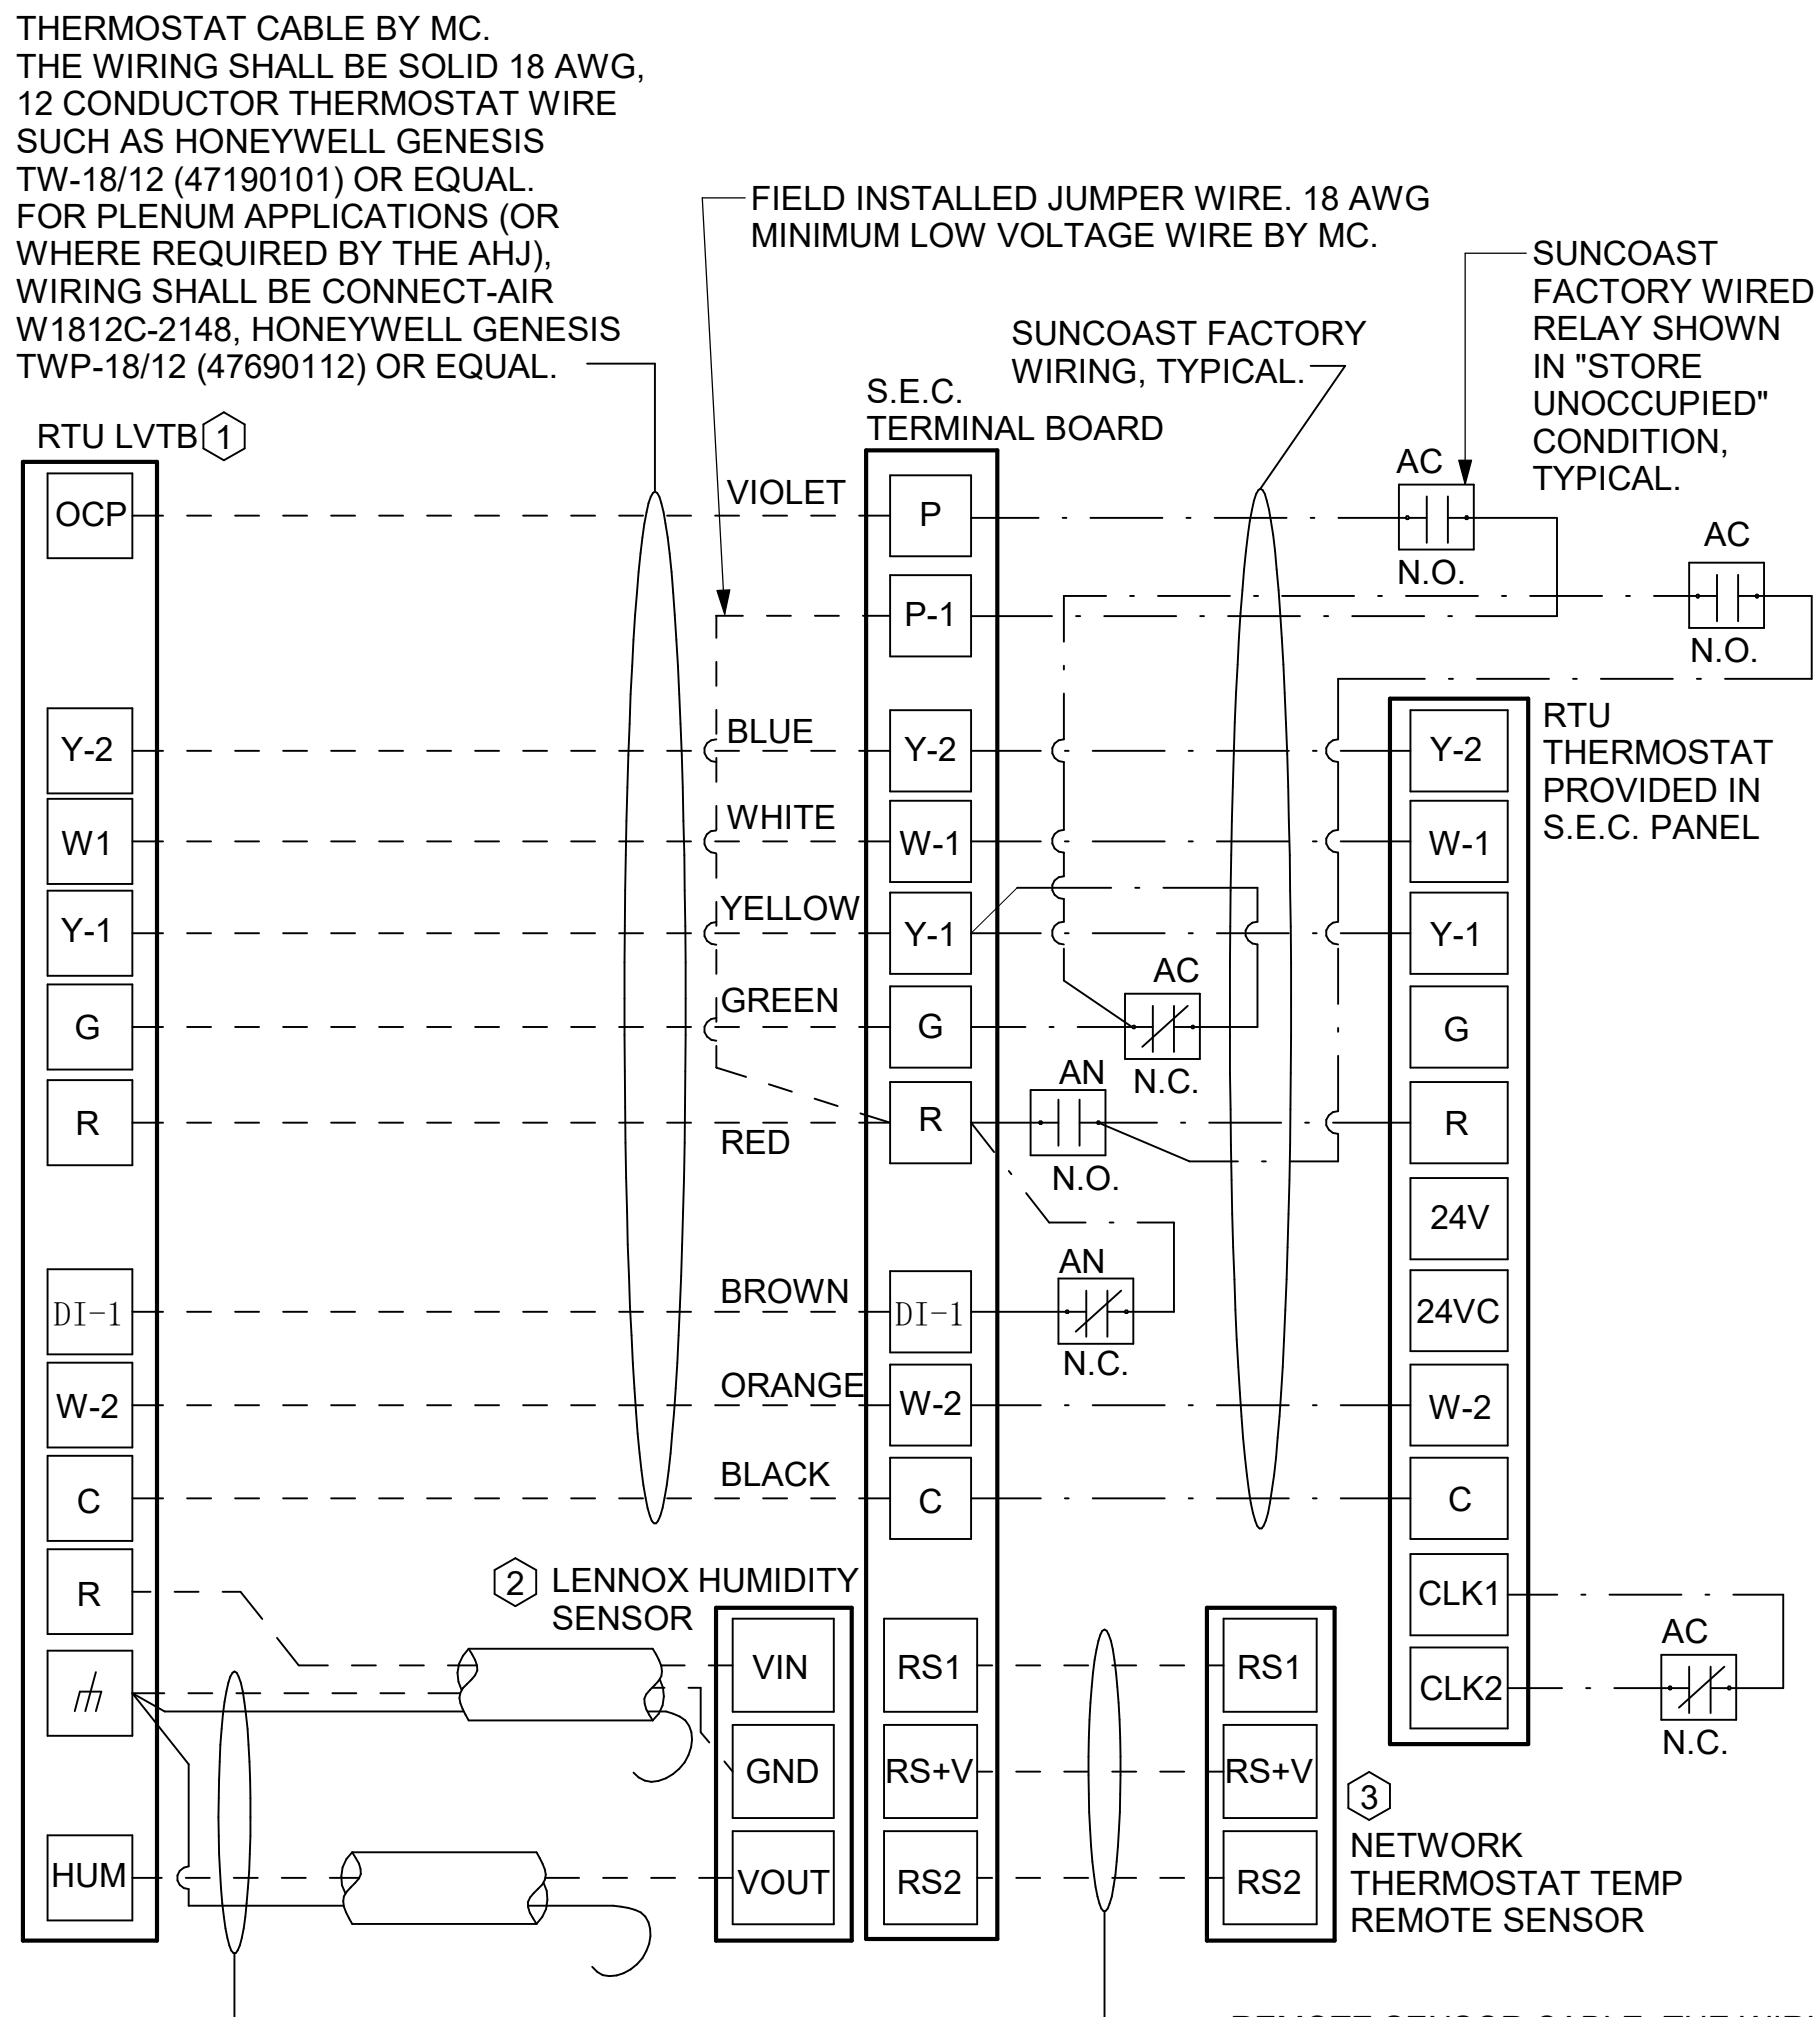 THERMOSTAT CABLE BY MC.
THE WIRING SHALL BE SOLID 18 AWG,
12 CONDUCTOR THERMOSTAT WIRE
SUCH AS HONEYWELL GENESIS
TW-18/12 (47190101) OR EQUAL.
FOR PLENUM APPLICATIONS (OR
WHERE REQUIRED BY THE AHJ),
WIRING SHALL BE CONNECT-AIR
W1812C-2148, HONEYWELL GENESIS
TWP-18/12 (47690112) OR EQUAL.
FIELD INSTALLED JUMPER WIRE. 18 AWG
MINIMUM LOW VOLTAGE WIRE BY MC.
SUNCOAST FACTORY
WIRING, TYPICAL.
SUNCOAST
FACTORY WIRED
RELAY SHOWN
IN "STORE
UNOCCUPIED"
CONDITION,
TYPICAL.
RTU LVTB 1
OCP
Y-2
W1
Y-1
G
R
DI-1
W-2
C
R
HUM
VIOLET
BLUE
WHITE
YELLOW
GREEN
RED
BROWN
ORANGE
BLACK
S.E.C.
TERMINAL BOARD
P
P-1
Y-2
W-1
Y-1
G
R
DI-1
W-2
C
RS1
RS+V
RS2
AC
N.O.
AC
N.O.
AC
N.C.
AN
N.O.
AN
N.C.
RTU
THERMOSTAT
PROVIDED IN
S.E.C. PANEL
Y-2
W-1
Y-1
G
R
24V
24VC
W-2
C
CLK1
CLK2
AC
N.C.
2 LENNOX HUMIDITY
SENSOR
VIN
GND
VOUT
RS1
RS+V
RS2
3
NETWORK
THERMOSTAT TEMP
REMOTE SENSOR